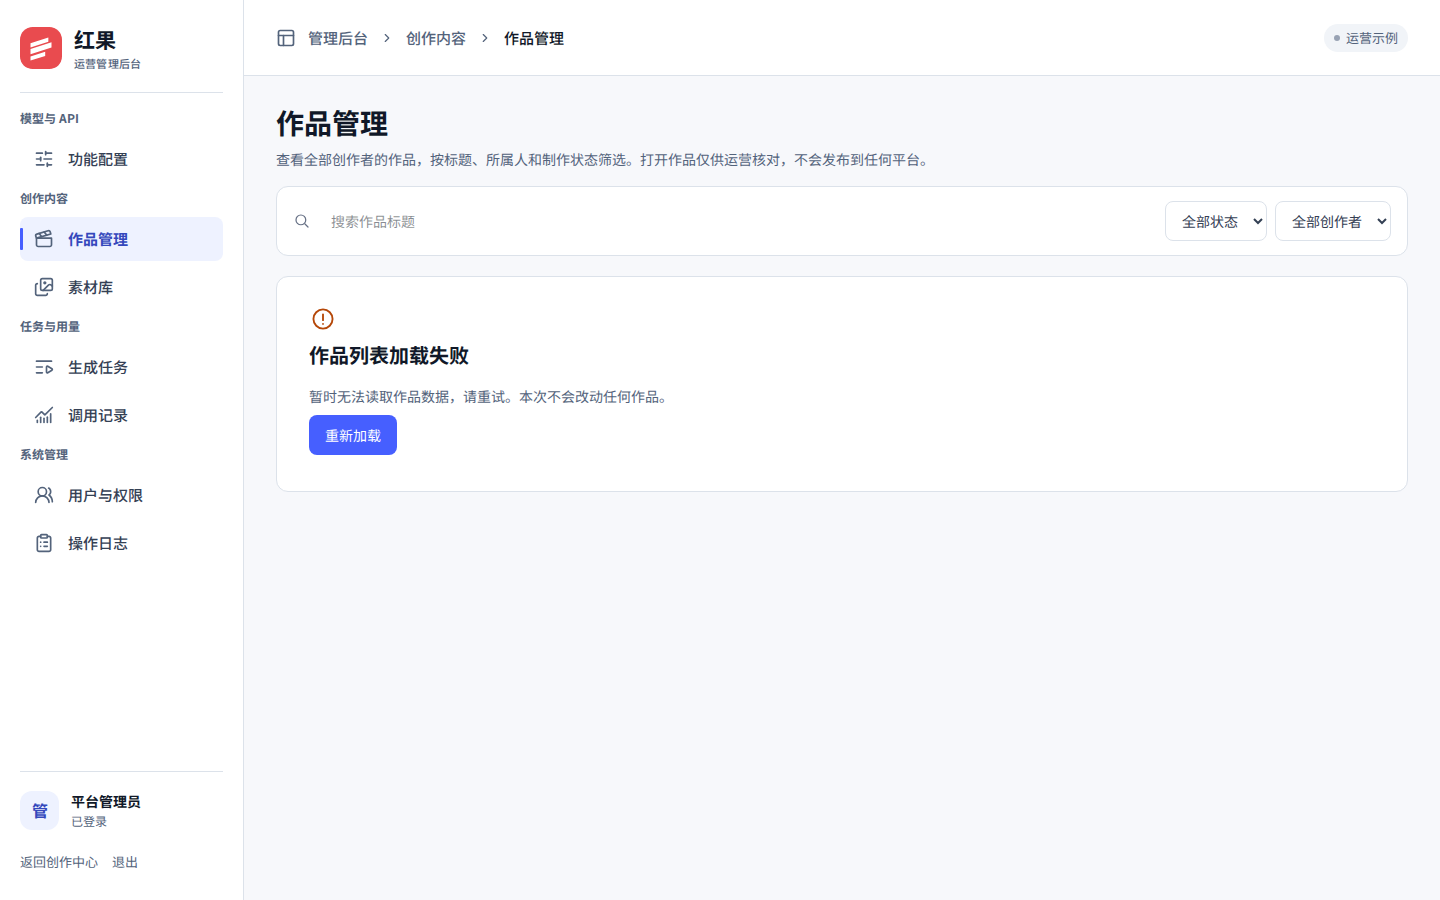 红果
运营管理后台
模型与 API
功能配置
创作内容
作品管理
素材库
任务与用量
生成任务
调用记录
系统管理
用户与权限
操作日志
管
平台管理员
已登录
返回创作中心 退出
管理后台 创作内容 作品管理
运营示例
作品管理
查看全部创作者的作品，按标题、所属人和制作状态筛选。打开作品仅供运营核对，不会发布到任何平台。
搜索作品标题
全部状态
全部创作者
作品列表加载失败
暂时无法读取作品数据，请重试。本次不会改动任何作品。
重新加载